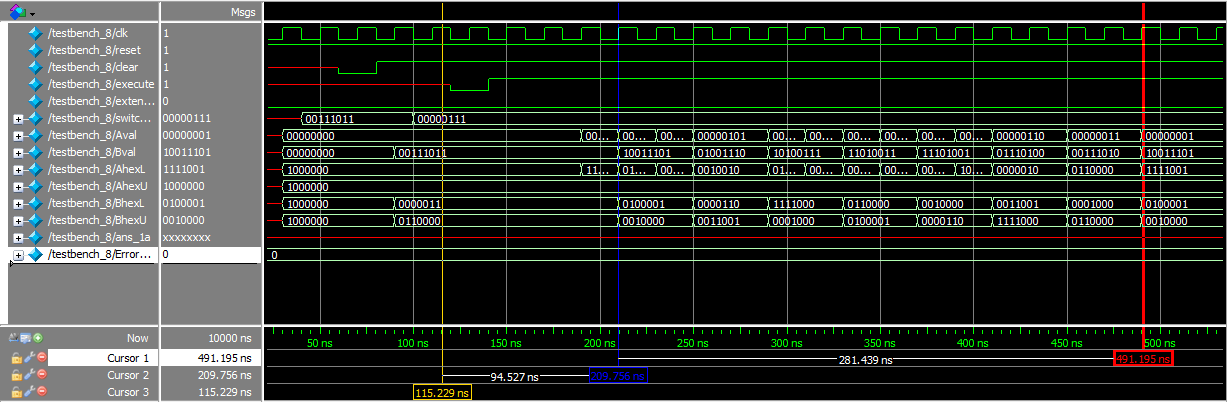 Msgs
/testbench_8/clk 1
/testbench_8/reset 1
/testbench_8/clear 1
/testbench_8/execute 1
/testbench_8/exten... 0
/testbench_8/switc... 00000111 00111011 00000111
/testbench_8/Aval 00000001 00000000 00... 00... 00... 00000101 00... 00... 00... 00... 00... 00000110 00000011 00000001
/testbench_8/Bval 10011101 00000000 00111011 10011101 01001110 10100111 11010011 11101001 01110100 00111010 10011101
/testbench_8/AhexL 1111001 1000000 11... 01... 00... 0010010 01... 00... 00... 00... 10... 0000010 0110000 1111001
/testbench_8/AhexU 1000000 1000000
/testbench_8/BhexL 0100001 1000000 0000011 0100001 0000110 1111000 0110000 0010000 0011001 0001000 0100001
/testbench_8/BhexU 0010000 1000000 0110000 0010000 0011001 0001000 0100001 0000110 1111000 0110000 0010000
/testbench_8/ans_1a xxxxxxxx
/testbench_8/Error... 0 0
Now 10000 ns 50 ns 100 ns 150 ns 200 ns 250 ns 300 ns 350 ns 400 ns 450 ns 500 ns
Cursor 1 491.195 ns 281.439 ns 491.195 ns
Cursor 2 209.756 ns 94.527 ns 209.756 ns
Cursor 3 115.229 ns 115.229 ns